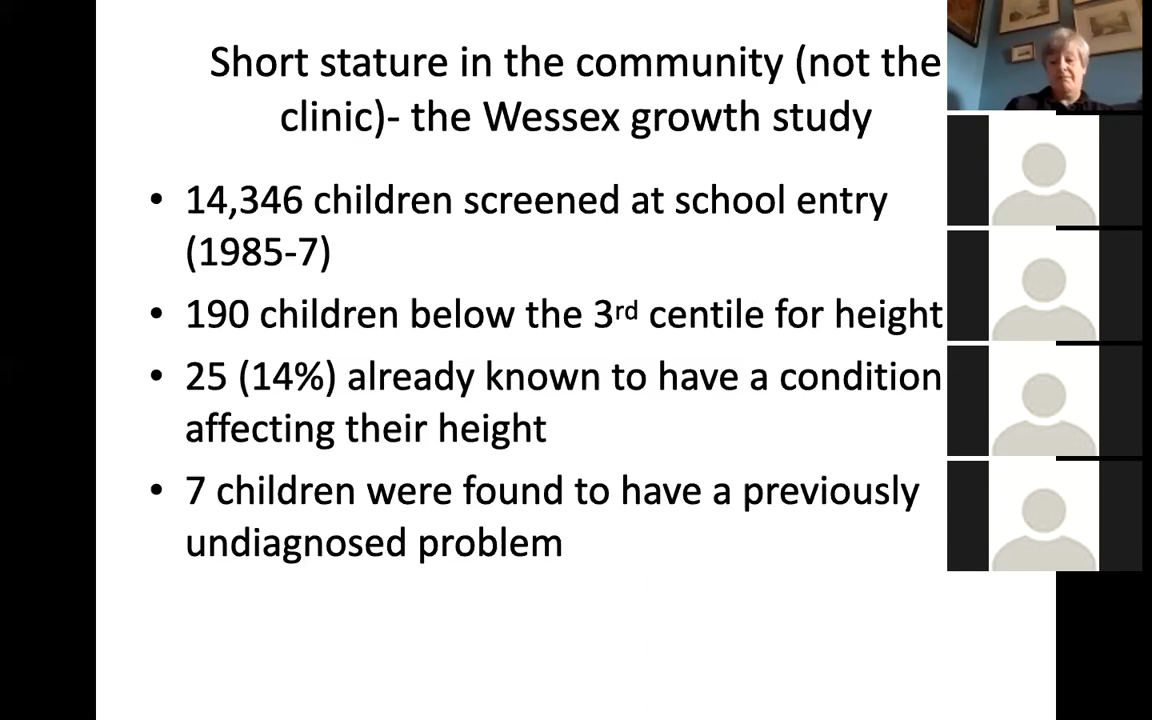 Short stature in the community (not the
clinic)- the Wessex growth study
• 14,346 children screened at school entry
(1985-7)
• 190 children below the 3rd centile for height
• 25 (14%) already known to have a condition
affecting their height
• 7 children were found to have a previously
undiagnosed problem